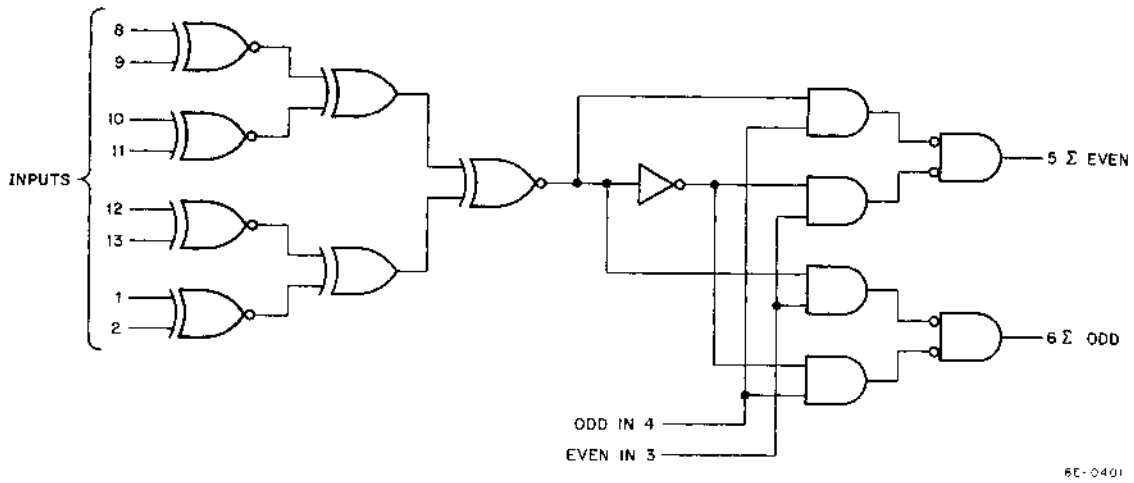 8
9
10
11
INPUTS
12
13
1
2
5 Σ EVEN
6 Σ ODD
ODD IN 4
EVEN IN 3
8E-0401